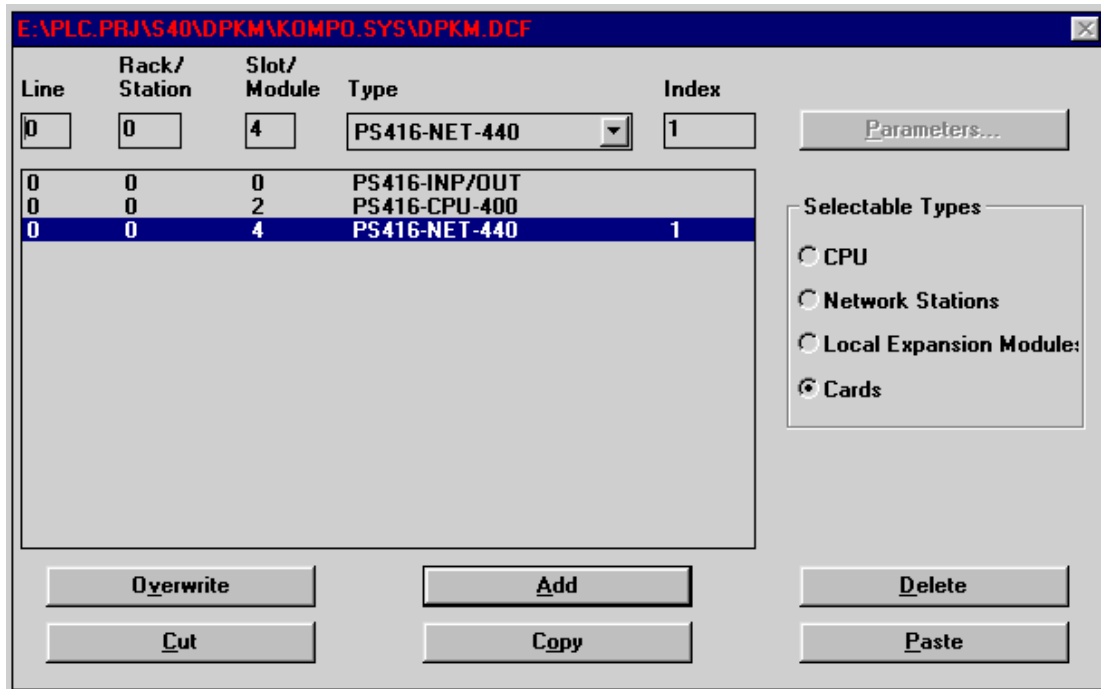 E:\PLC.PRJ\S40\DPKM\KOMPO.SYS\DPKM.DCF
Line Rack/Station Slot/Module Type Index
0 0 4 PS416-NET-440 1
Parameters...
0 0 0 PS416-INP/OUT
0 0 2 PS416-CPU-400
0 0 4 PS416-NET-440 1
Selectable Types
CPU
Network Stations
Local Expansion Module
Cards
Overwrite Add Delete
Cut Copy Paste